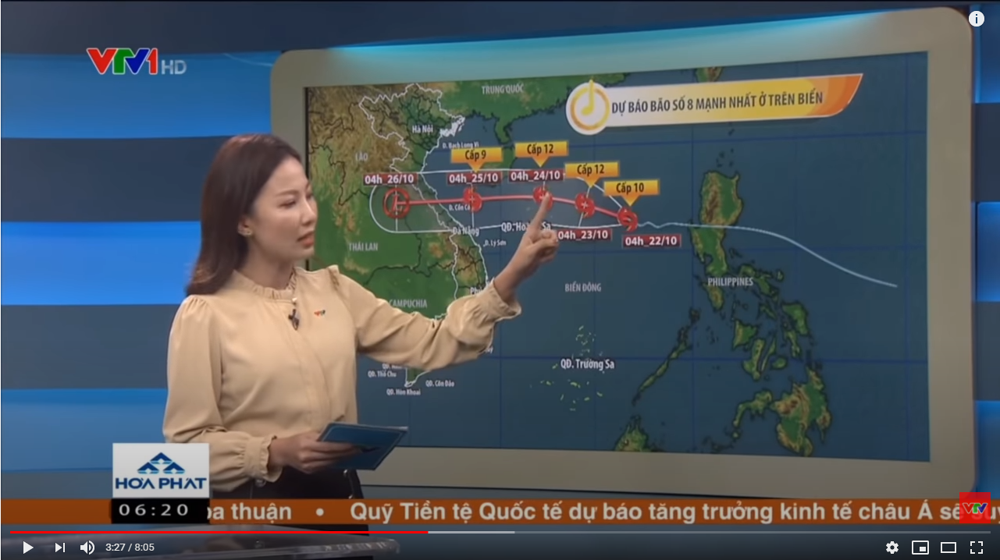 VTV1 HD
DỰ BÁO BÃO SỐ 8 MẠNH NHẤT Ở TRÊN BIỂN
TRUNG QUỐC
Hà Nội
Đ. Bạch Long Vĩ
LÀO
Cấp 9
Cấp 12
Cấp 12
Cấp 10
04h_26/10
04h_25/10
04h_24/10
04h_23/10
04h_22/10
Đ. Cồn Cỏ
Đà Nẵng
QĐ. Hoà Sa
Đ. Lý Sơn
THÁI LAN
BIỂN ĐÔNG
PHILIPPINES
CAMPUCHIA
QĐ. Trường Sa
QĐ. Thổ Chu
QĐ. Côn Đảo
QĐ. Hòn Khoai
VTV
HÒA PHÁT
06:20
thuận • Quỹ Tiền tệ Quốc tế dự báo tăng trưởng kinh tế châu Á sẽ
VTV
3:27 / 8:05